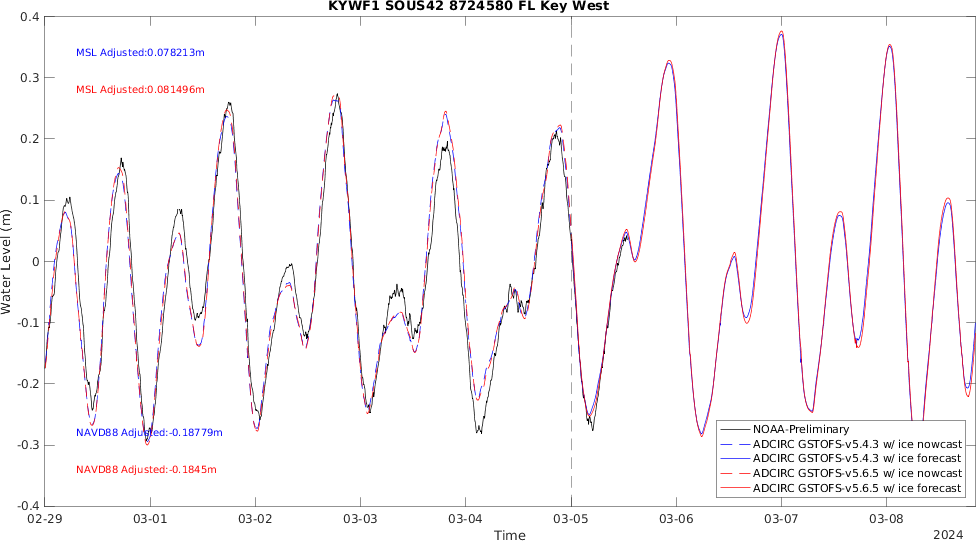 KYWF1 SOUS42 8724580 FL Key West
0.4
0.3
0.2
0.1
0
-0.1
-0.2
-0.3
-0.4
Water Level (m)
MSL Adjusted:0.078213m
MSL Adjusted:0.081496m
NAVD88 Adjusted:-0.18779m
NAVD88 Adjusted:-0.1845m
NOAA-Preliminary
ADCIRC GSTOFS-v5.4.3 w/ ice nowcast
ADCIRC GSTOFS-v5.4.3 w/ ice forecast
ADCIRC GSTOFS-v5.6.5 w/ ice nowcast
ADCIRC GSTOFS-v5.6.5 w/ ice forecast
02-29 03-01 03-02 03-03 03-04 03-05 03-06 03-07 03-08
Time
2024